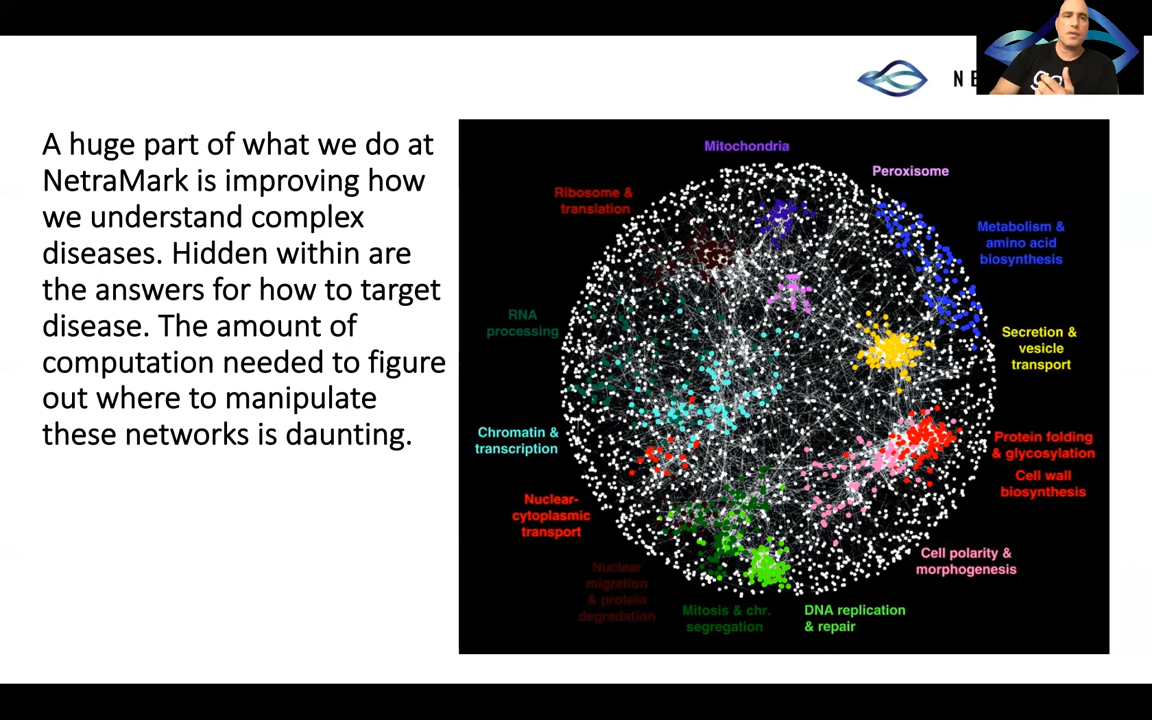 A huge part of what we do at
NetraMark is improving how
we understand complex
diseases. Hidden within are
the answers for how to target
disease. The amount of
computation needed to figure
out where to manipulate
these networks is daunting.
Mitochondria
Peroxisome
Ribosome &
translation
Metabolism &
amino acid
biosynthesis
RNA
processing
Secretion &
vesicle
transport
Chromatin &
transcription
Protein folding
& glycosylation
Cell wall
biosynthesis
Nuclear-
cytoplasmic
transport
Cell polarity &
morphogenesis
Nuclear
migration
& protein
degradation
Mitosis & chr.
segregation
DNA replication
& repair